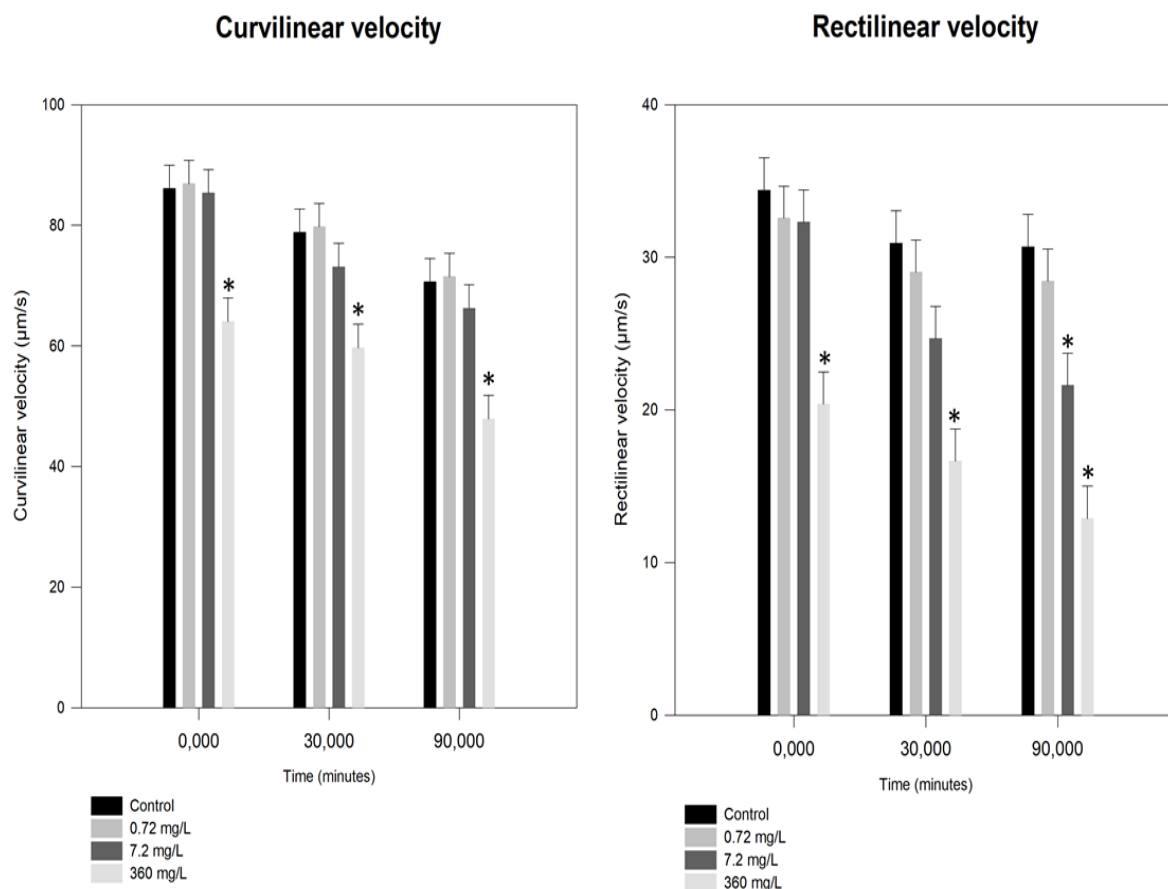 Curvilinear velocity
Curvilinear velocity (µm/s)
100
80
60
40
20
0
*
*
*
0,000
30,000
90,000
Time (minutes)
Control
0.72 mg/L
7.2 mg/L
360 mg/L
Rectilinear velocity
Rectilinear velocity (µm/s)
40
30
20
10
0
*
*
*
*
0,000
30,000
90,000
Time (minutes)
Control
0.72 mg/L
7.2 mg/L
360 mg/L